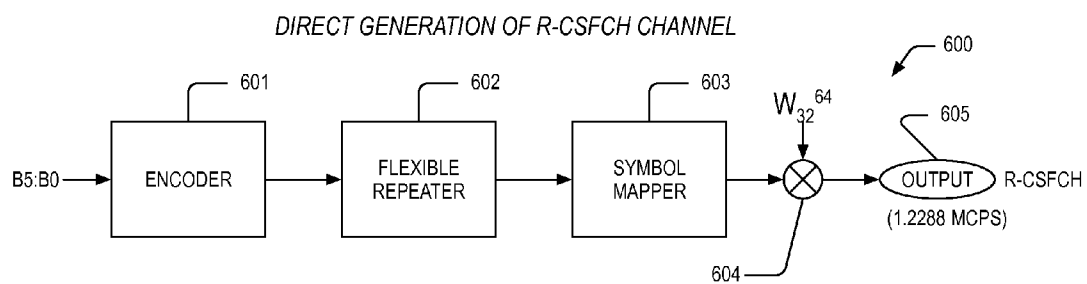 DIRECT GENERATION OF R-CSFCH CHANNEL
600
601
602
603
W32^64
605
B5:B0
ENCODER
FLEXIBLE
REPEATER
SYMBOL
MAPPER
OUTPUT
R-CSFCH
(1.2288 MCPS)
604